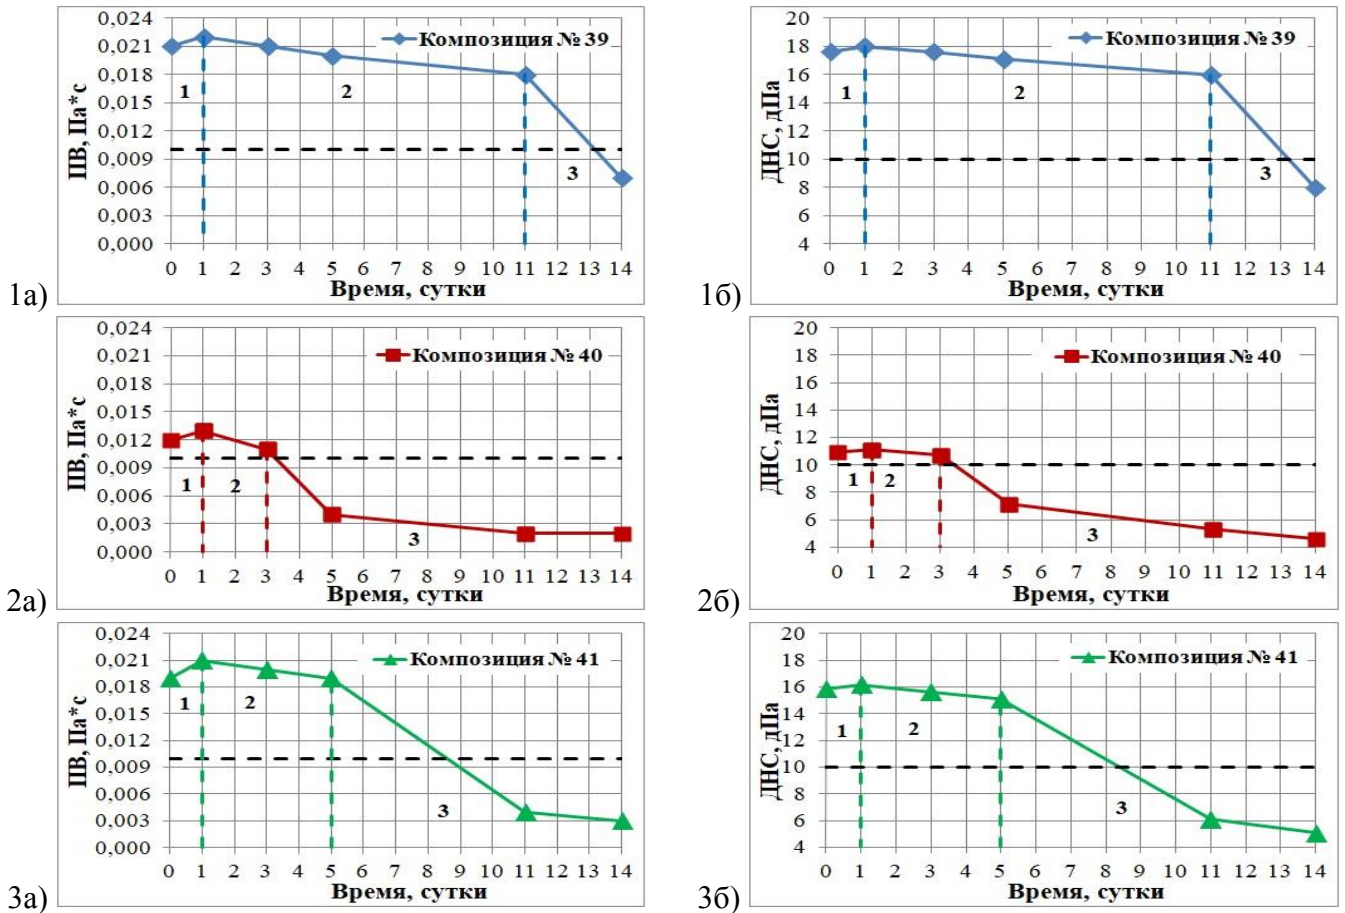 ПВ, Па*с
0,024
0,021
0,018
0,015
0,012
0,009
0,006
0,003
0,000
Композиция № 39
1
2
3
0 1 2 3 4 5 6 7 8 9 10 11 12 13 14
Время, сутки
1а)
ДНС, дПа
20
18
16
14
12
10
8
6
4
Композиция № 39
1
2
3
0 1 2 3 4 5 6 7 8 9 10 11 12 13 14
Время, сутки
1б)
ПВ, Па*с
0,024
0,021
0,018
0,015
0,012
0,009
0,006
0,003
0,000
Композиция № 40
1 2
3
0 1 2 3 4 5 6 7 8 9 10 11 12 13 14
Время, сутки
2а)
ДНС, дПа
20
18
16
14
12
10
8
6
4
Композиция № 40
1 2
3
0 1 2 3 4 5 6 7 8 9 10 11 12 13 14
Время, сутки
2б)
ПВ, Па*с
0,024
0,021
0,018
0,015
0,012
0,009
0,006
0,003
0,000
Композиция № 41
1 2
3
0 1 2 3 4 5 6 7 8 9 10 11 12 13 14
Время, сутки
3а)
ДНС, дПа
20
18
16
14
12
10
8
6
4
Композиция № 41
1 2
3
0 1 2 3 4 5 6 7 8 9 10 11 12 13 14
Время, сутки
3б)